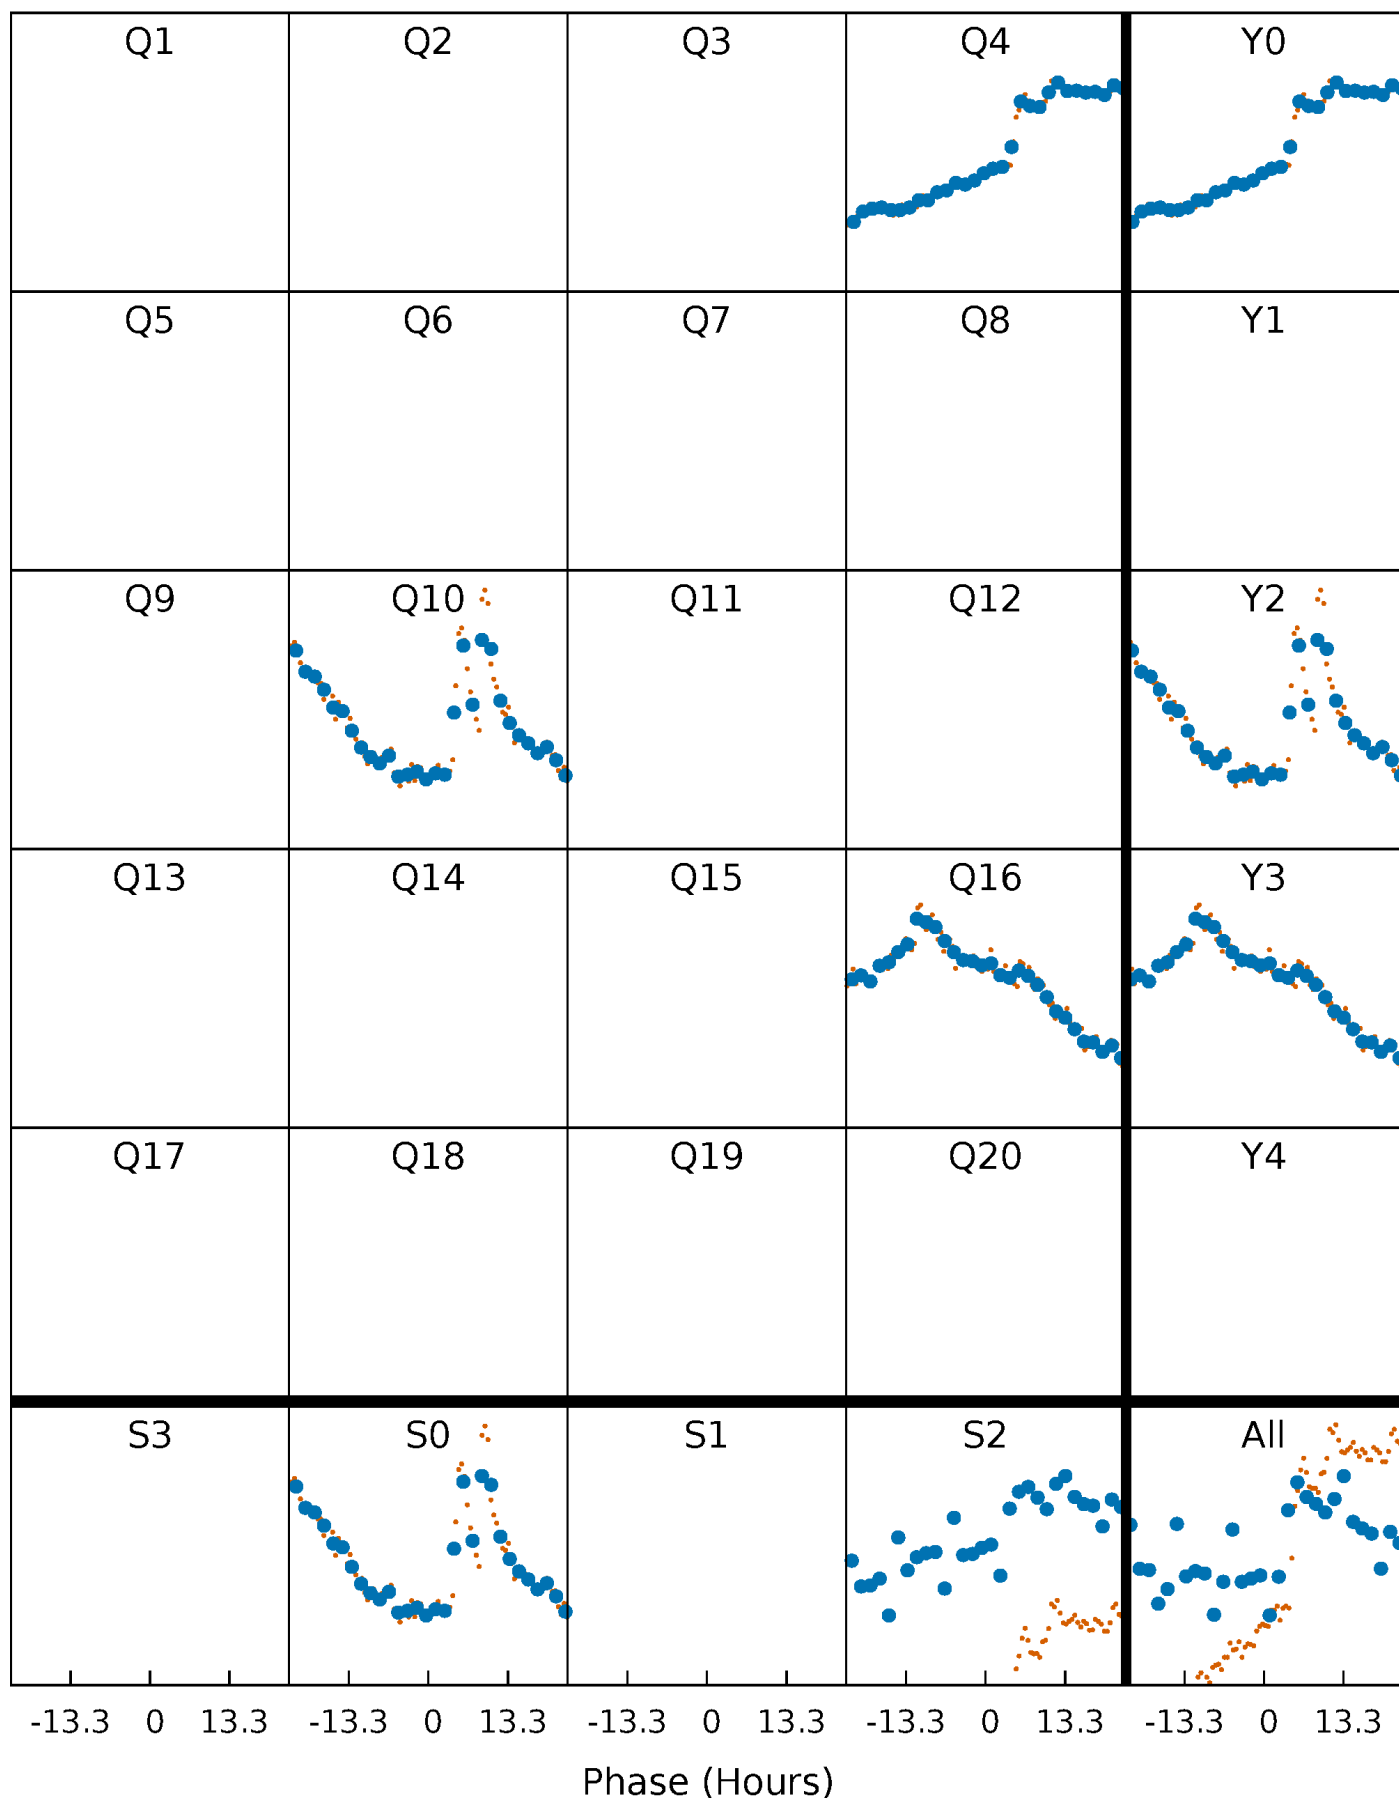 Q1 Q2 Q3 Q4 Y0
Q5 Q6 Q7 Q8 Y1
Q9 Q10 Q11 Q12 Y2
Q13 Q14 Q15 Q16 Y3
Q17 Q18 Q19 Q20 Y4
S3 S0 S1 S2 All
-13.3 0 13.3 -13.3 0 13.3 -13.3 0 13.3 -13.3 0 13.3 -13.3 0 13.3
Phase (Hours)